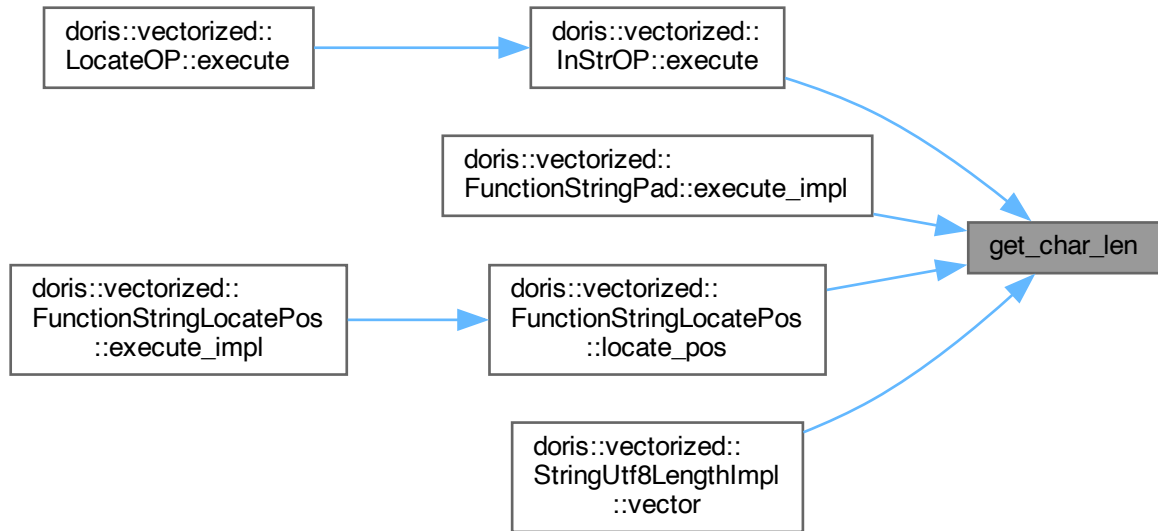 doris::vectorized::
LocateOP::execute
doris::vectorized::
InStrOP::execute
doris::vectorized::
FunctionStringPad::execute_impl
get_char_len
doris::vectorized::
FunctionStringLocatePos
::execute_impl
doris::vectorized::
FunctionStringLocatePos
::locate_pos
doris::vectorized::
StringUtf8LengthImpl
::vector